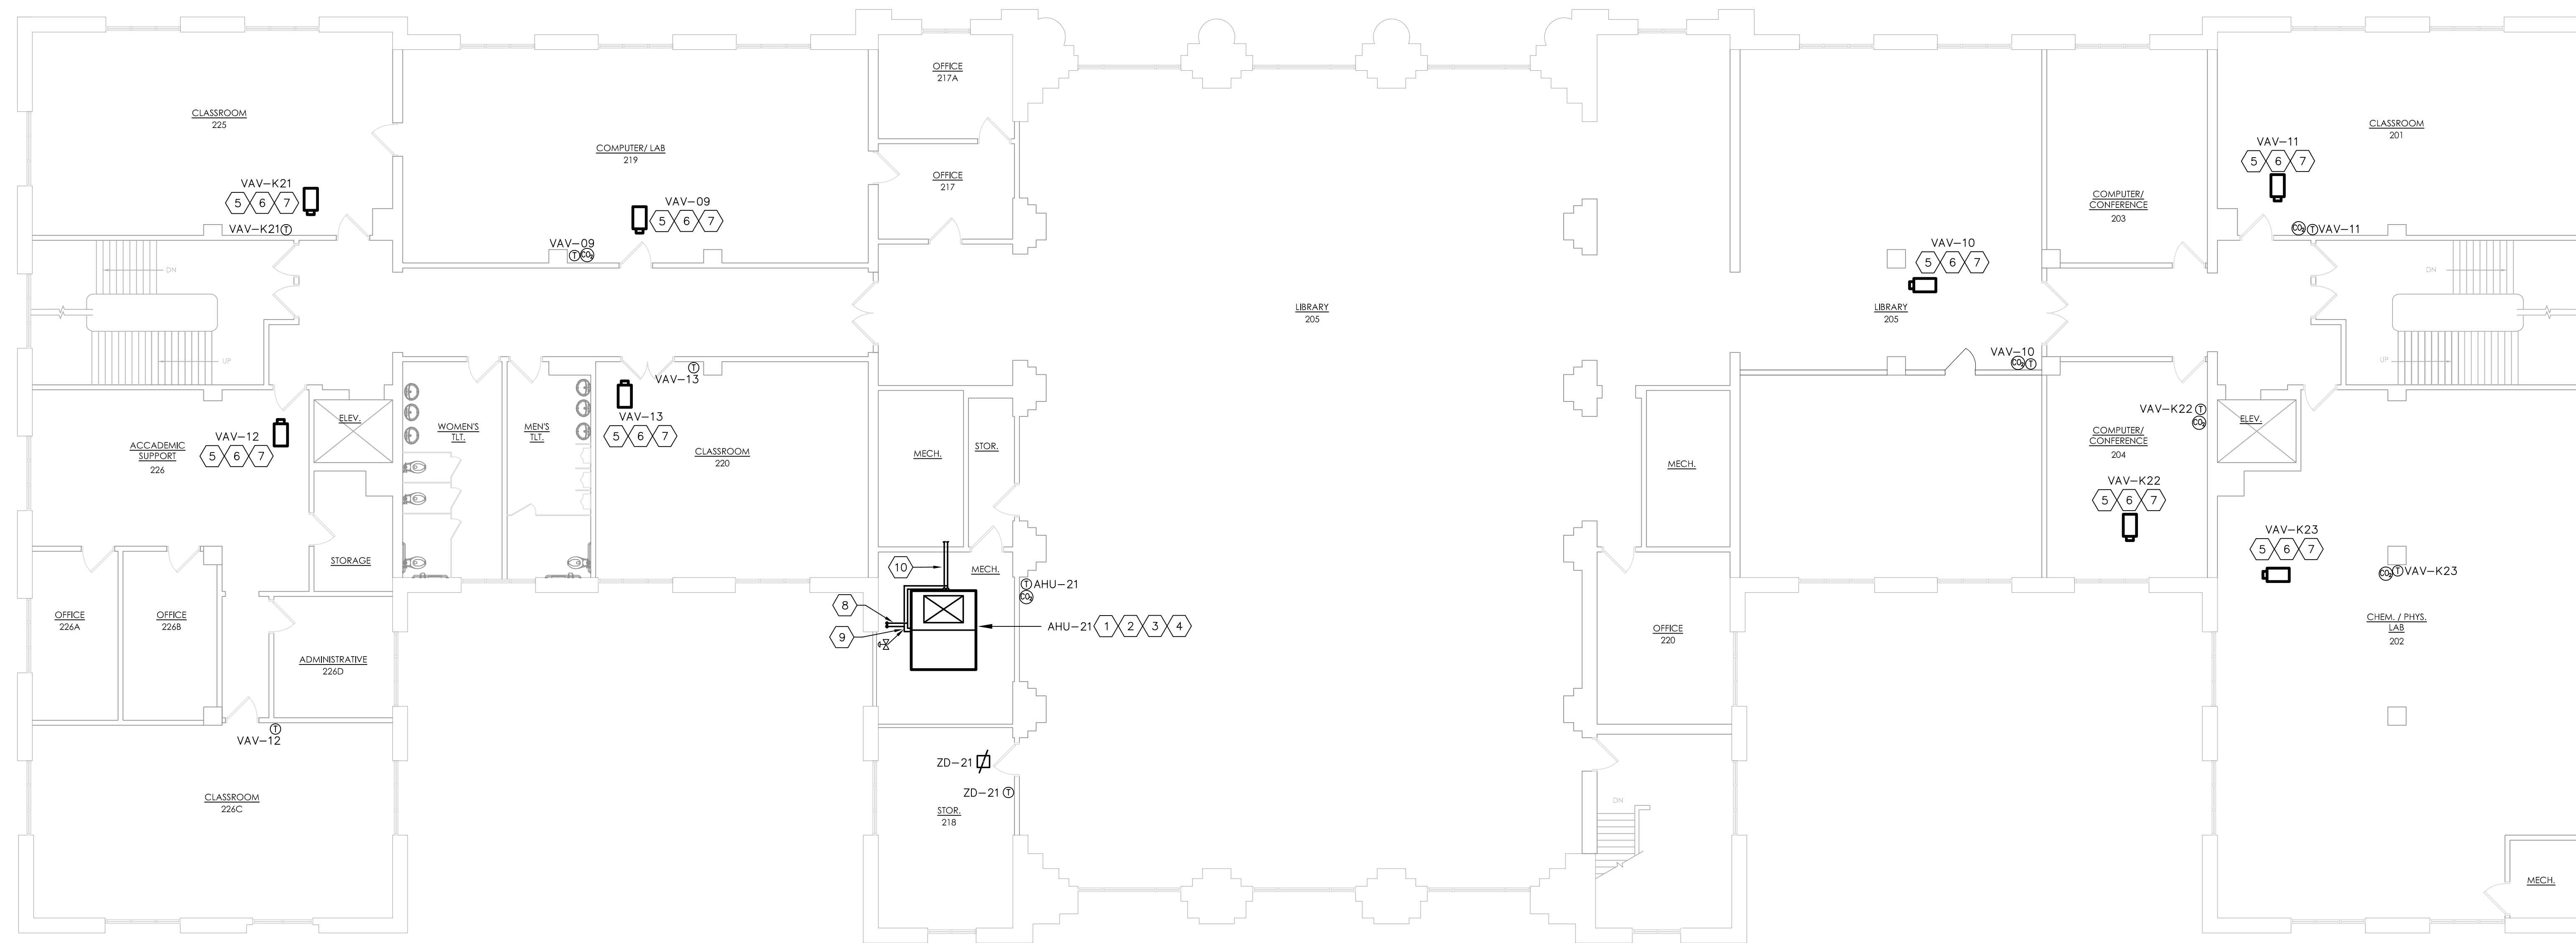 OFFICE
217A
CLASSROOM
225
COMPUTER/ LAB
219
OFFICE
217
VAV-K21
5 6 7
VAV-K21 T
VAV-09
5 6 7
VAV-09
T CO2
DN
UP
LIBRARY
205
LIBRARY
205
VAV-10
5 6 7
VAV-10
CO2 T
CLASSROOM
201
VAV-11
5 6 7
CO2 T VAV-11
COMPUTER/
CONFERENCE
203
DN
UP
T
VAV-13
VAV-13
5 6 7
CLASSROOM
220
ELEV.
WOMEN'S
TLT.
MEN'S
TLT.
VAV-12
5 6 7
ACCADEMIC
SUPPORT
226
STORAGE
MECH.
STOR.
MECH.
VAV-K22 T
CO2
ELEV.
COMPUTER/
CONFERENCE
204
VAV-K22
5 6 7
VAV-K23
5 6 7
CO2 T VAV-K23
CHEM. / PHYS.
LAB
202
10
MECH.
T AHU-21
CO2
8
9
AHU-21 1 2 3 4
OFFICE
226A
OFFICE
226B
ADMINISTRATIVE
226D
OFFICE
220
T
VAV-12
CLASSROOM
226C
ZD-21
ZD-21 T
STOR.
218
DN
MECH.